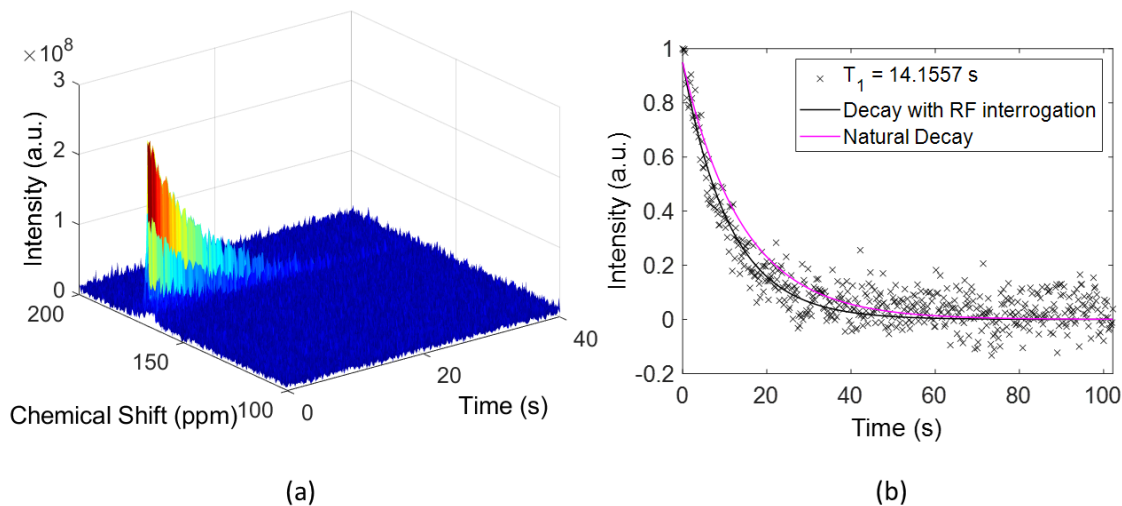 ×10⁸
3
2
1
0
Intensity (a.u.)
200
150
100
Chemical Shift (ppm)
0
20
40
Time (s)
(a)
1
0.8
0.6
0.4
0.2
0
-0.2
Intensity (a.u.)
T₁ = 14.1557 s
Decay with RF interrogation
Natural Decay
0 20 40 60 80 100
Time (s)
(b)